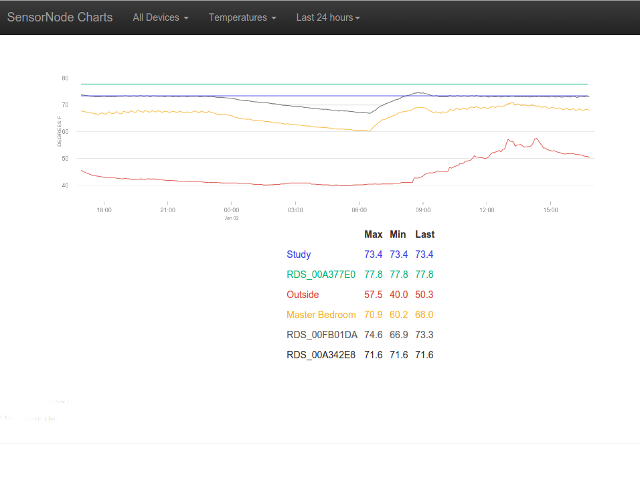 SensorNode Charts All Devices Temperatures Last 24 hours
80
70
60
50
40
DEGREES F
18:00 21:00 00:00 03:00 06:00 09:00 12:00 15:00
Jan 02
Max Min Last
Study 73.4 73.4 73.4
RDS_00A377E0 77.8 77.8 77.8
Outside 57.5 40.0 50.3
Master Bedroom 70.9 60.2 68.0
RDS_00FB01DA 74.6 66.9 73.3
RDS_00A342E8 71.6 71.6 71.6